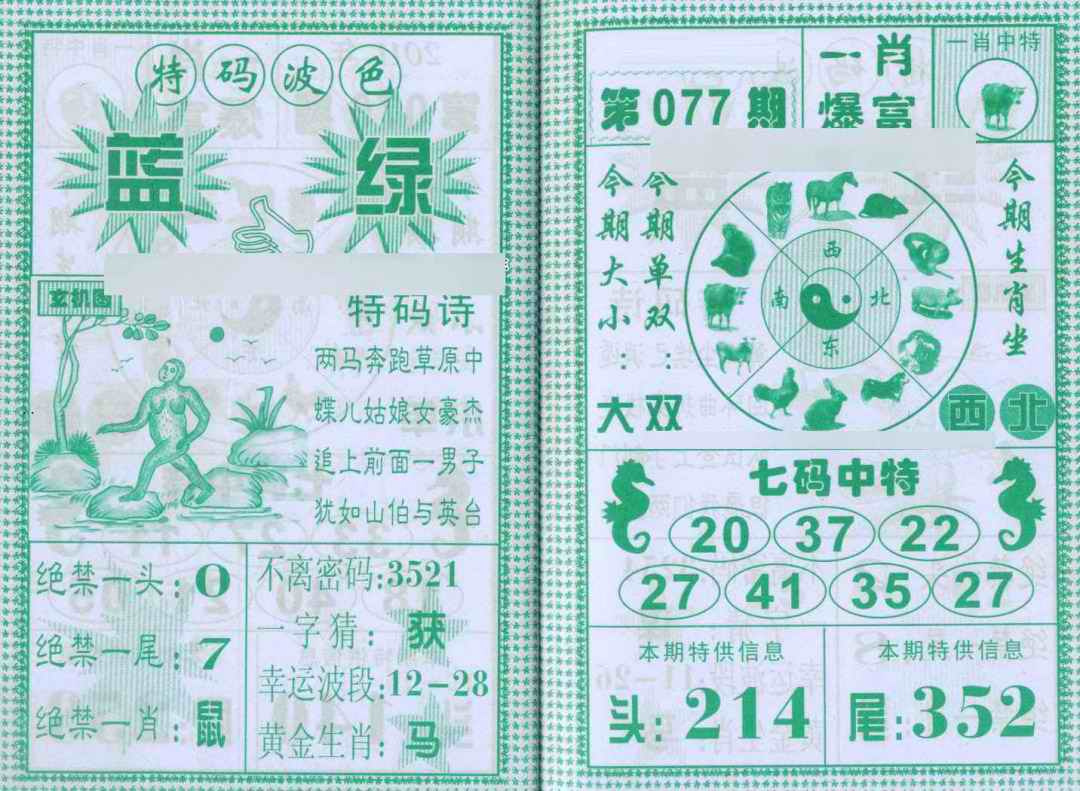 特码波色
蓝 绿
玄机图
特码诗
两马奔跑草原中
蝶儿姑娘女豪杰
追上前面一男子
犹如山伯与英台
绝禁一头:0
绝禁一尾:7
绝禁一肖:鼠
不离密码:3521
一字猜:获
幸运波段:12-28
黄金生肖:马
第077期
一肖
爆富
一肖中特
今期大小:大
今期单双:双
西
南 北
东
今期生肖坐
西北
七码中特
20 37 22
27 41 35 27
本期特供信息
头:214
本期特供信息
尾:352